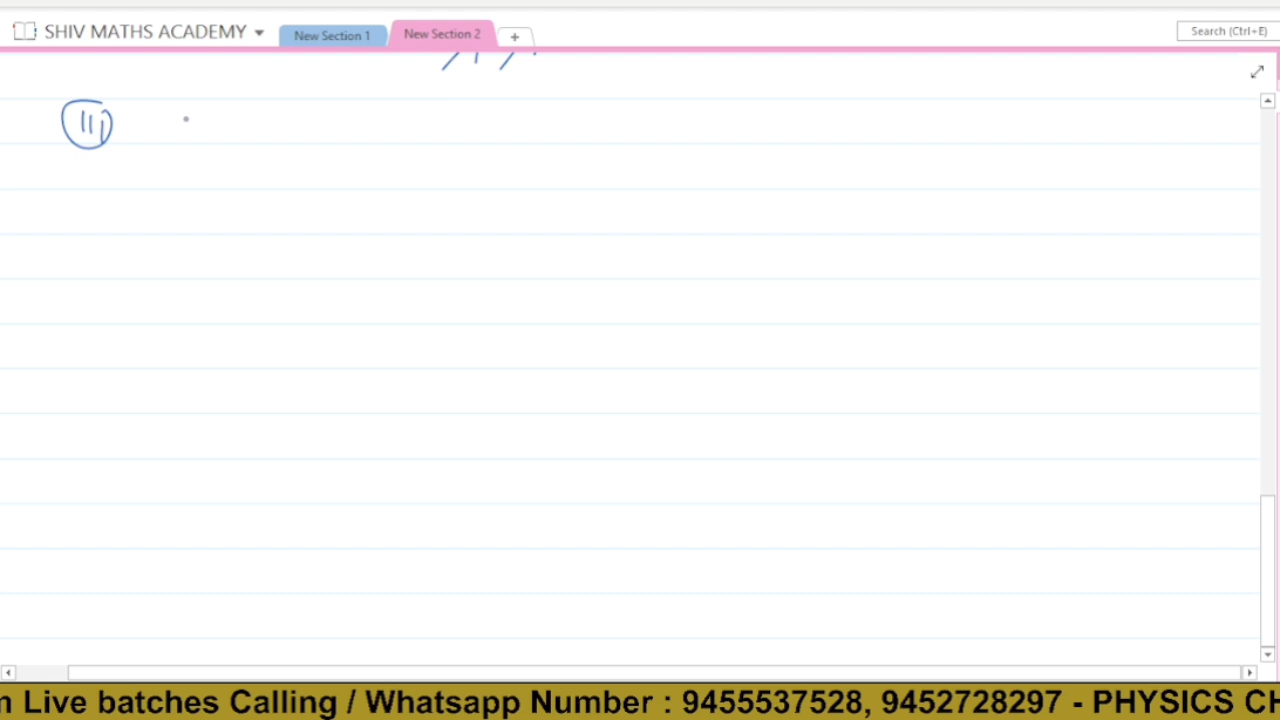 SHIV MATHS ACADEMY New Section 1 New Section 2 + Search (Ctrl+E)
(iii)
m Live batches Calling / Whatsapp Number : 9455537528, 9452728297 - PHYSICS CH